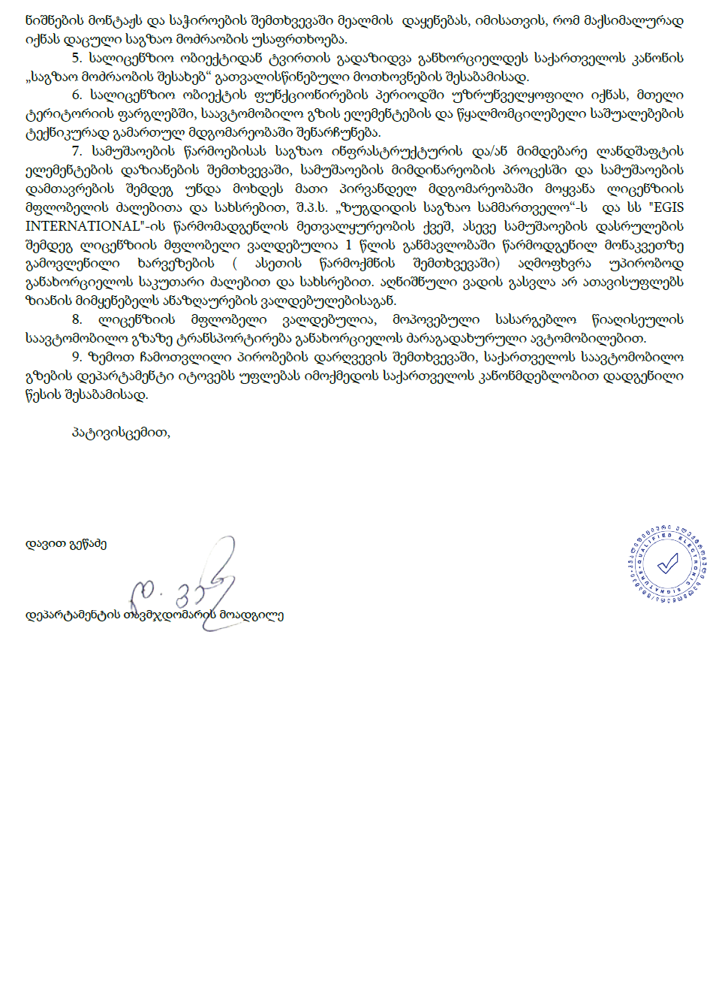 ნიშნების მონტაჟს და საჭიროების შემთხვევაში მეალმის დაყენებას, იმისათვის, რომ მაქსიმალურად
იქნას დაცული საგზაო მოძრაობის უსაფრთხოება.
5. სალიცენზიო ობიექტიდან ტვირთის გადაზიდვა განხორციელდეს საქართველოს კანონის
„საგზაო მოძრაობის შესახებ“ გათვალისწინებული მოთხოვნების შესაბამისად.
6. სალიცენზიო ობიექტის ფუნქციონირების პერიოდში უზრუნველყოფილი იქნას, მთელი
ტერიტორიის ფარგლებში, საავტომობილო გზის ელემენტების და წყალმომცილებელი საშუალებების
ტექნიკურად გამართულ მდგომარეობაში შენარჩუნება.
7. სამუშაოების წარმოებისას საგზაო ინფრასტრუქტურის და/ან მიმდებარე ლანდშაფტის
ელემენტების დაზიანების შემთხვევაში, სამუშაოების მიმდინარეობის პროცესში და სამუშაოების
დამთავრების შემდეგ უნდა მოხდეს მათი პირვანდელ მდგომარეობაში მოყვანა ლიცენზიის
მფლობელის ძალებითა და სახსრებით, შ.პ.ს. „ზუგდიდის საგზაო სამმართველო“-ს და სს "EGIS
INTERNATIONAL"-ის წარმომადგენლის მეთვალყურეობის ქვეშ, ასევე სამუშაოების დასრულების
შემდეგ ლიცენზიის მფლობელი ვალდებულია 1 წლის განმავლობაში წარმოდგენილ მონაკვეთზე
გამოვლენილი ხარვეზების ( ასეთის წარმოქმნის შემთხვევაში) აღმოფხვრა უპირობოდ
განახორციელოს საკუთარი ძალებით და სახსრებით. აღნიშნული ვადის გასვლა არ ათავისუფლებს
ზიანის მიმყენებელს ანაზღაურების ვალდებულებისაგან.
8. ლიცენზიის მფლობელი ვალდებულია, მოპოვებული სასარგებლო წიაღისეულის
საავტომობილო გზაზე ტრანსპორტირება განახორციელოს ძარაგადახურული ავტომობილებით.
9. ზემოთ ჩამოთვლილი პირობების დარღვევის შემთხვევაში, საქართველოს საავტომობილო
გზების დეპარტამენტი იტოვებს უფლებას იმოქმედოს საქართველოს კანონმდებლობით დადგენილი
წესის შესაბამისად.
პატივისცემით,
დავით გეწაძე
დეპარტამენტის თავმჯდომარის მოადგილე
კვალიფიციური ელექტრონული ხელმოწერა/შტამპი
QUALIFIED ELECTRONIC SIGNATURE